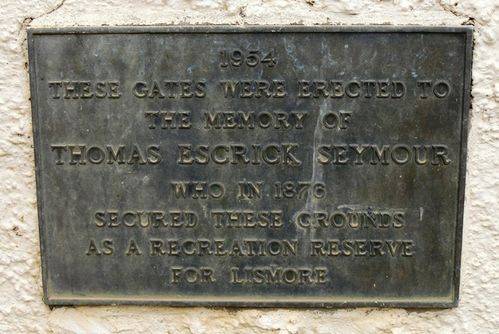 1954
THESE GATES WERE ERECTED TO
THE MEMORY OF
THOMAS ESCRICK SEYMOUR
WHO IN 1876
SECURED THESE GROUNDS
AS A RECREATION RESERVE
FOR LISMORE